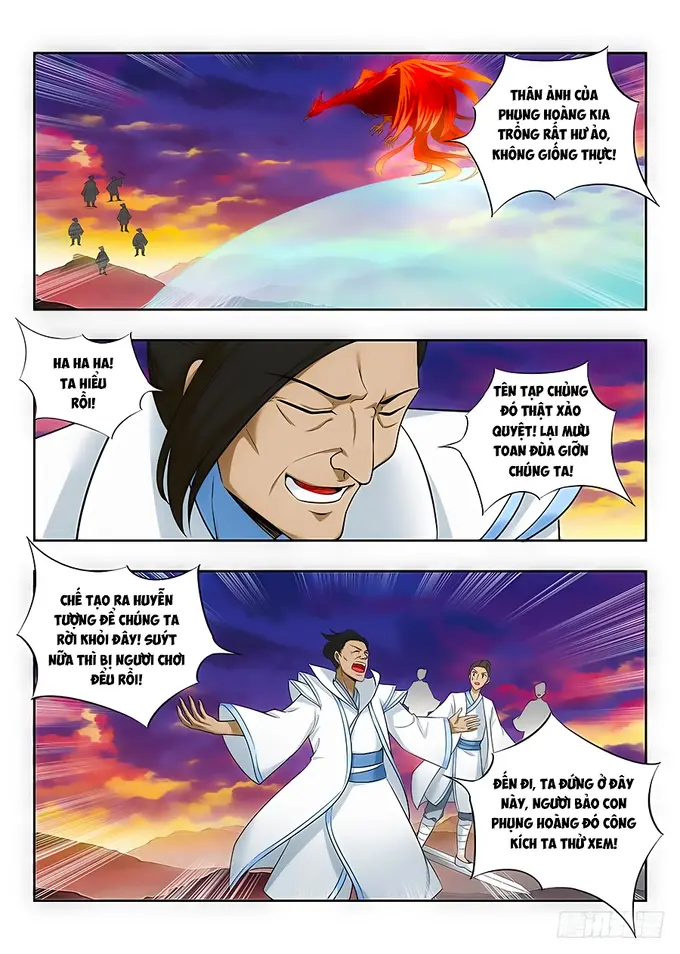 THÂN ẢNH CỦA
PHỤNG HOÀNG KIA
TRÔNG RẤT HƯ ẢO,
KHÔNG GIỐNG THỰC!
HA HA HA!
TA HIỂU
RỒI!
TÊN TẠP CHỦNG
ĐÓ THẬT XẢO
QUYỆT! LẠI MƯU
TOAN ĐÙA GIỠN
CHÚNG TA!
CHẾ TẠO RA HUYỄN
TƯỢNG ĐỂ CHÚNG TA
RỜI KHỎI ĐÂY! SUÝT
NỮA THÌ BỊ NGƯƠI CHƠI
ĐỂU RỒI!
ĐẾN ĐI, TA ĐỨNG Ở ĐÂY
NÀY, NGƯƠI BẢO CON
PHỤNG HOÀNG ĐÓ CÔNG
KÍCH TA THỬ XEM!